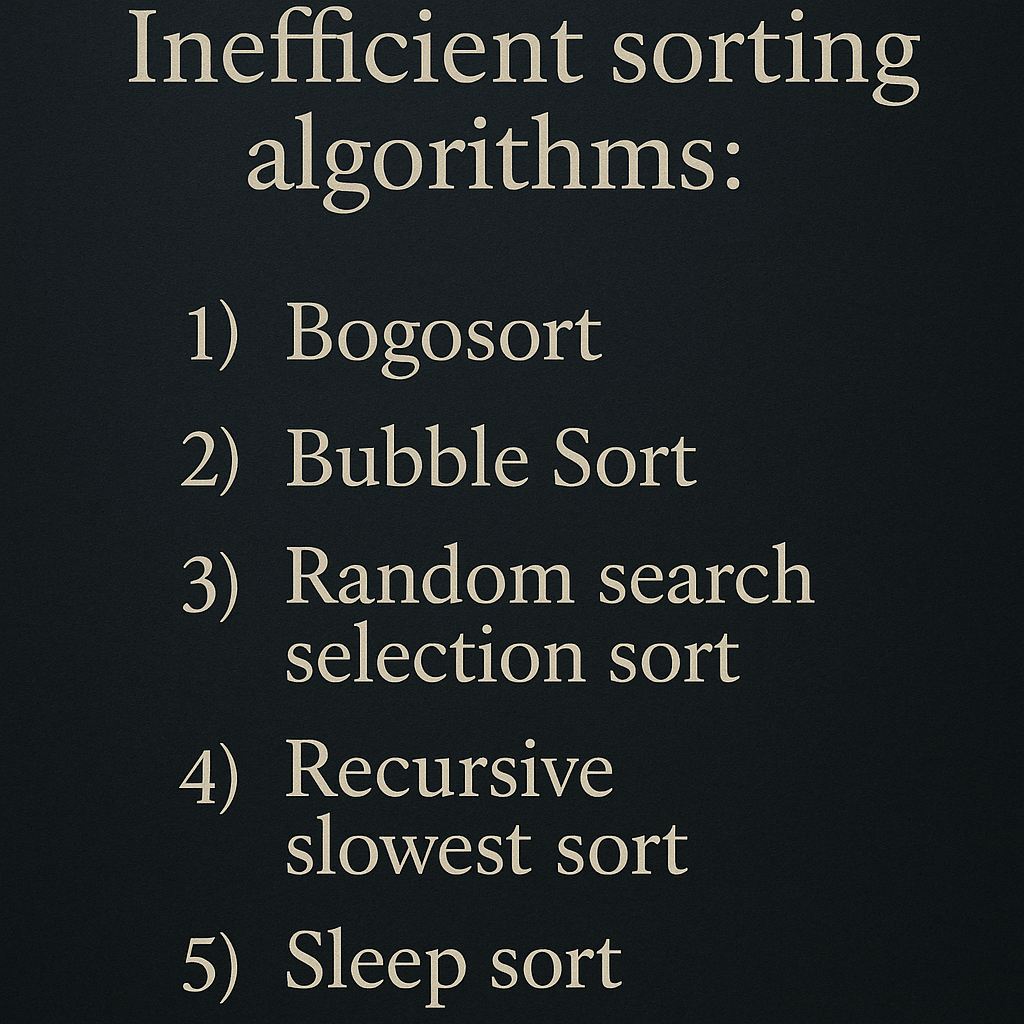 Inefficient sorting
algorithms:
1) Bogosort
2) Bubble Sort
3) Random search
selection sort
4) Recursive
slowest sort
5) Sleep sort